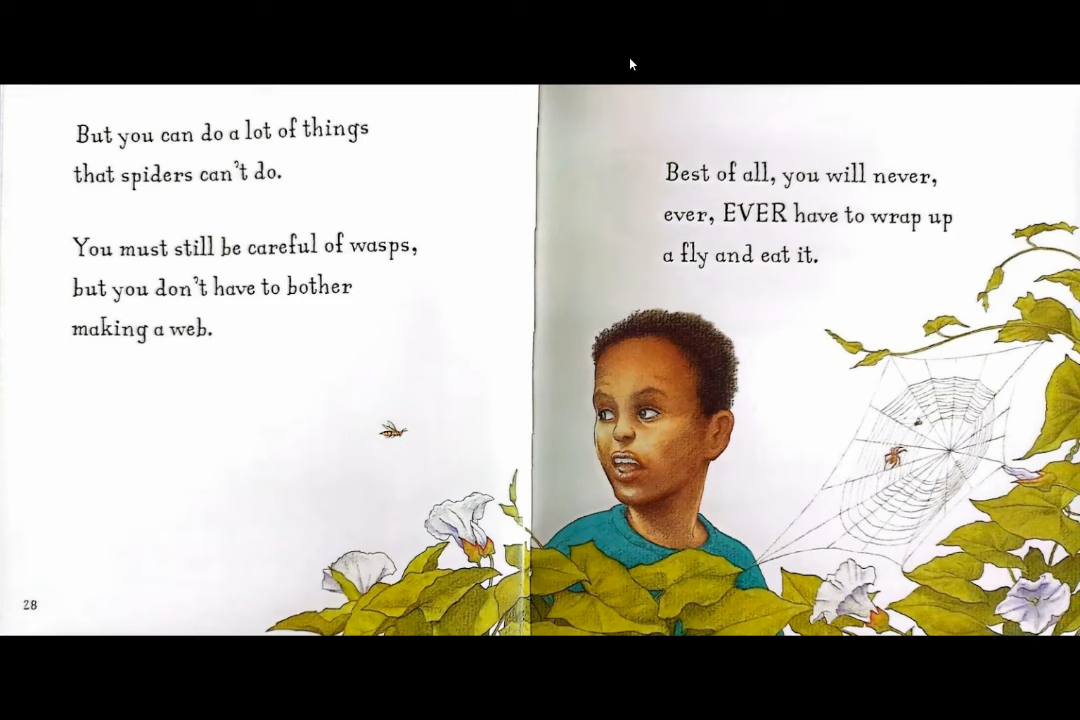 But you can do a lot of things
that spiders can't do.
You must still be careful of wasps,
but you don't have to bother
making a web.
28
Best of all, you will never,
ever, EVER have to wrap up
a fly and eat it.